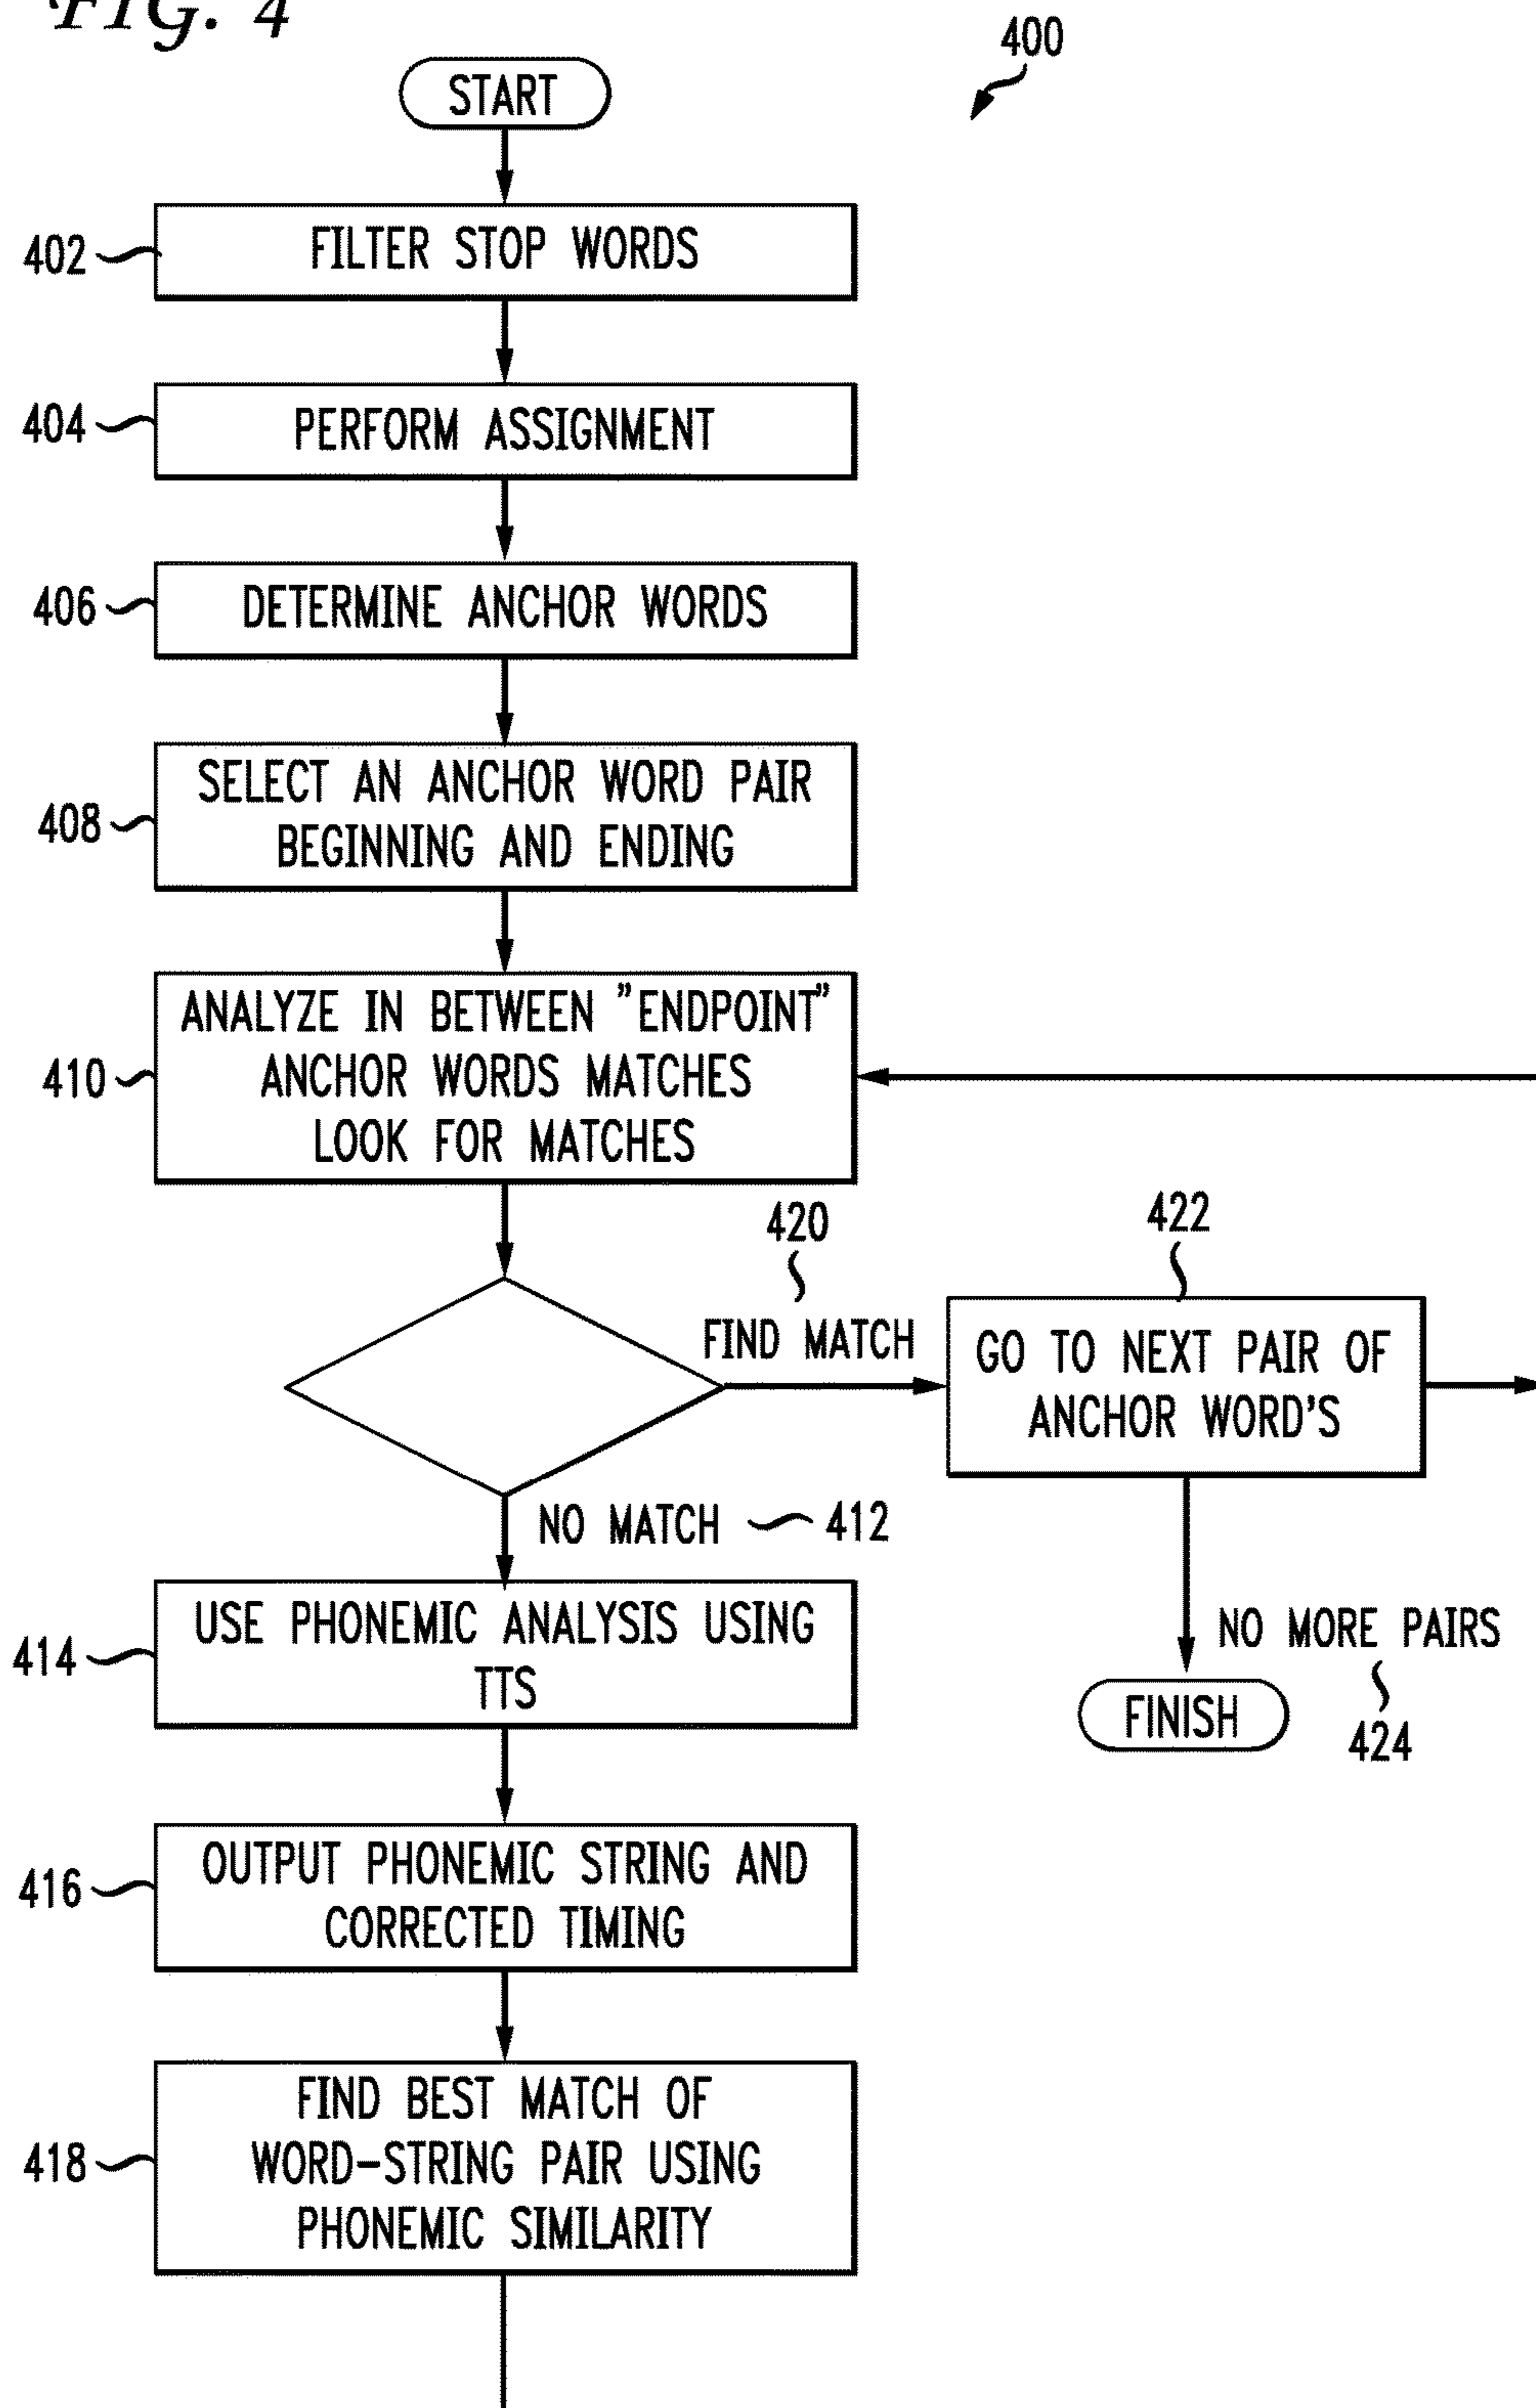 FIG. 4
400
START
402
FILTER STOP WORDS
404
PERFORM ASSIGNMENT
406
DETERMINE ANCHOR WORDS
408
SELECT AN ANCHOR WORD PAIR
BEGINNING AND ENDING
410
ANALYZE IN BETWEEN "ENDPOINT"
ANCHOR WORDS MATCHES
LOOK FOR MATCHES
420
FIND MATCH
422
GO TO NEXT PAIR OF
ANCHOR WORD'S
NO MATCH 412
414
USE PHONEMIC ANALYSIS USING
TTS
NO MORE PAIRS
424
FINISH
416
OUTPUT PHONEMIC STRING AND
CORRECTED TIMING
418
FIND BEST MATCH OF
WORD-STRING PAIR USING
PHONEMIC SIMILARITY